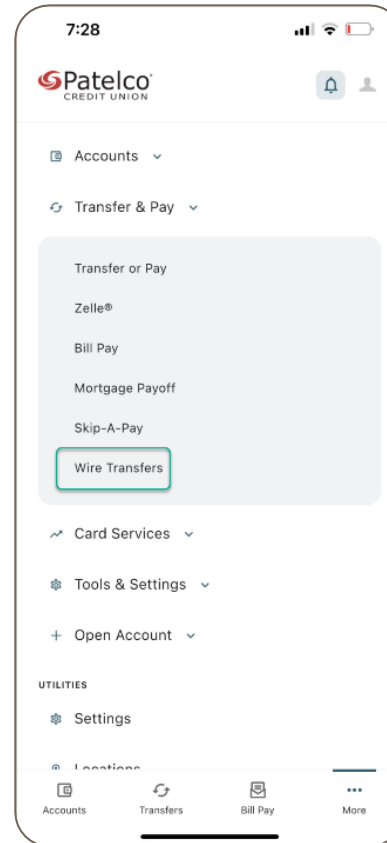 7:28
Patelco
CREDIT UNION
Accounts
Transfer & Pay
Transfer or Pay
Zelle®
Bill Pay
Mortgage Payoff
Skip-A-Pay
Wire Transfers
Card Services
Tools & Settings
Open Account
UTILITIES
Settings
Locations
Accounts Transfers Bill Pay More